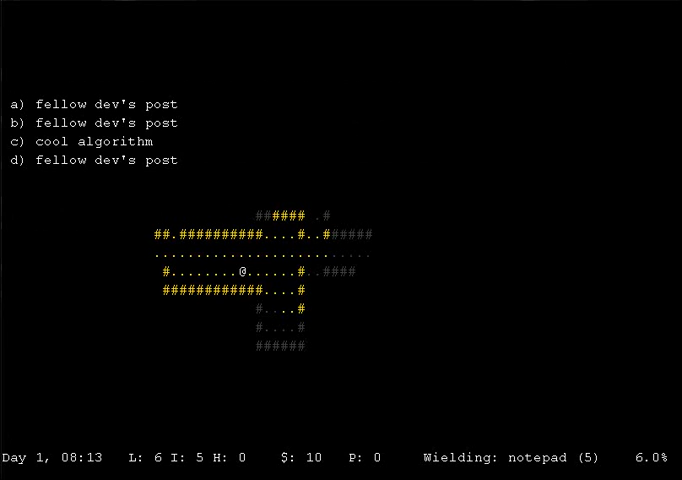 a) fellow dev's post
b) fellow dev's post
c) cool algorithm
d) fellow dev's post
###### .#
##.##########....#..######
.............................
#........@......#..####
############....#
#....#
#....#
######
Day 1, 08:13 L: 6 I: 5 H: 0 $: 10 P: 0 Wielding: notepad (5) 6.0%